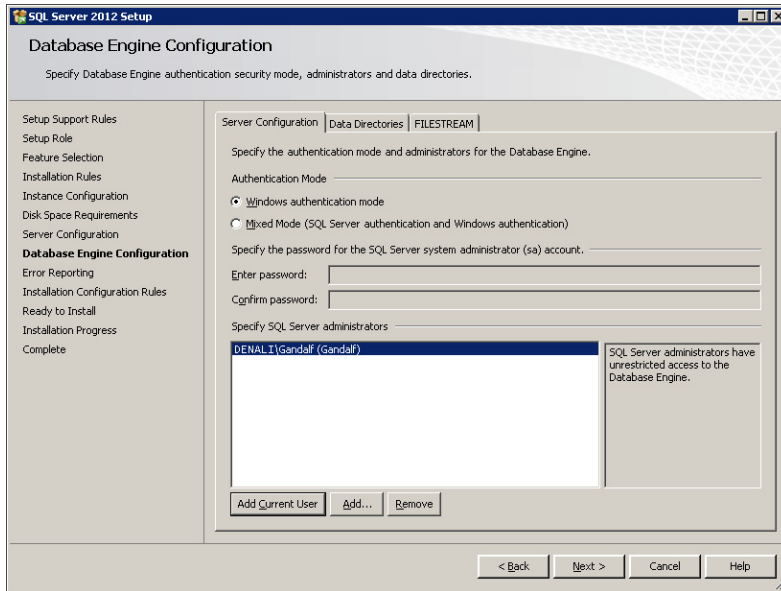 SQL Server 2012 Setup
Database Engine Configuration
Specify Database Engine authentication security mode, administrators and data directories.
Setup Support Rules
Setup Role
Feature Selection
Installation Rules
Instance Configuration
Disk Space Requirements
Server Configuration
Database Engine Configuration
Error Reporting
Installation Configuration Rules
Ready to Install
Installation Progress
Complete
Server Configuration Data Directories FILESTREAM
Specify the authentication mode and administrators for the Database Engine.
Authentication Mode
Windows authentication mode
Mixed Mode (SQL Server authentication and Windows authentication)
Specify the password for the SQL Server system administrator (sa) account.
Enter password:
Confirm password:
Specify SQL Server administrators
DENALI\Gandalf (Gandalf)
SQL Server administrators have
unrestricted access to the
Database Engine.
Add Current User Add... Remove
< Back Next > Cancel Help